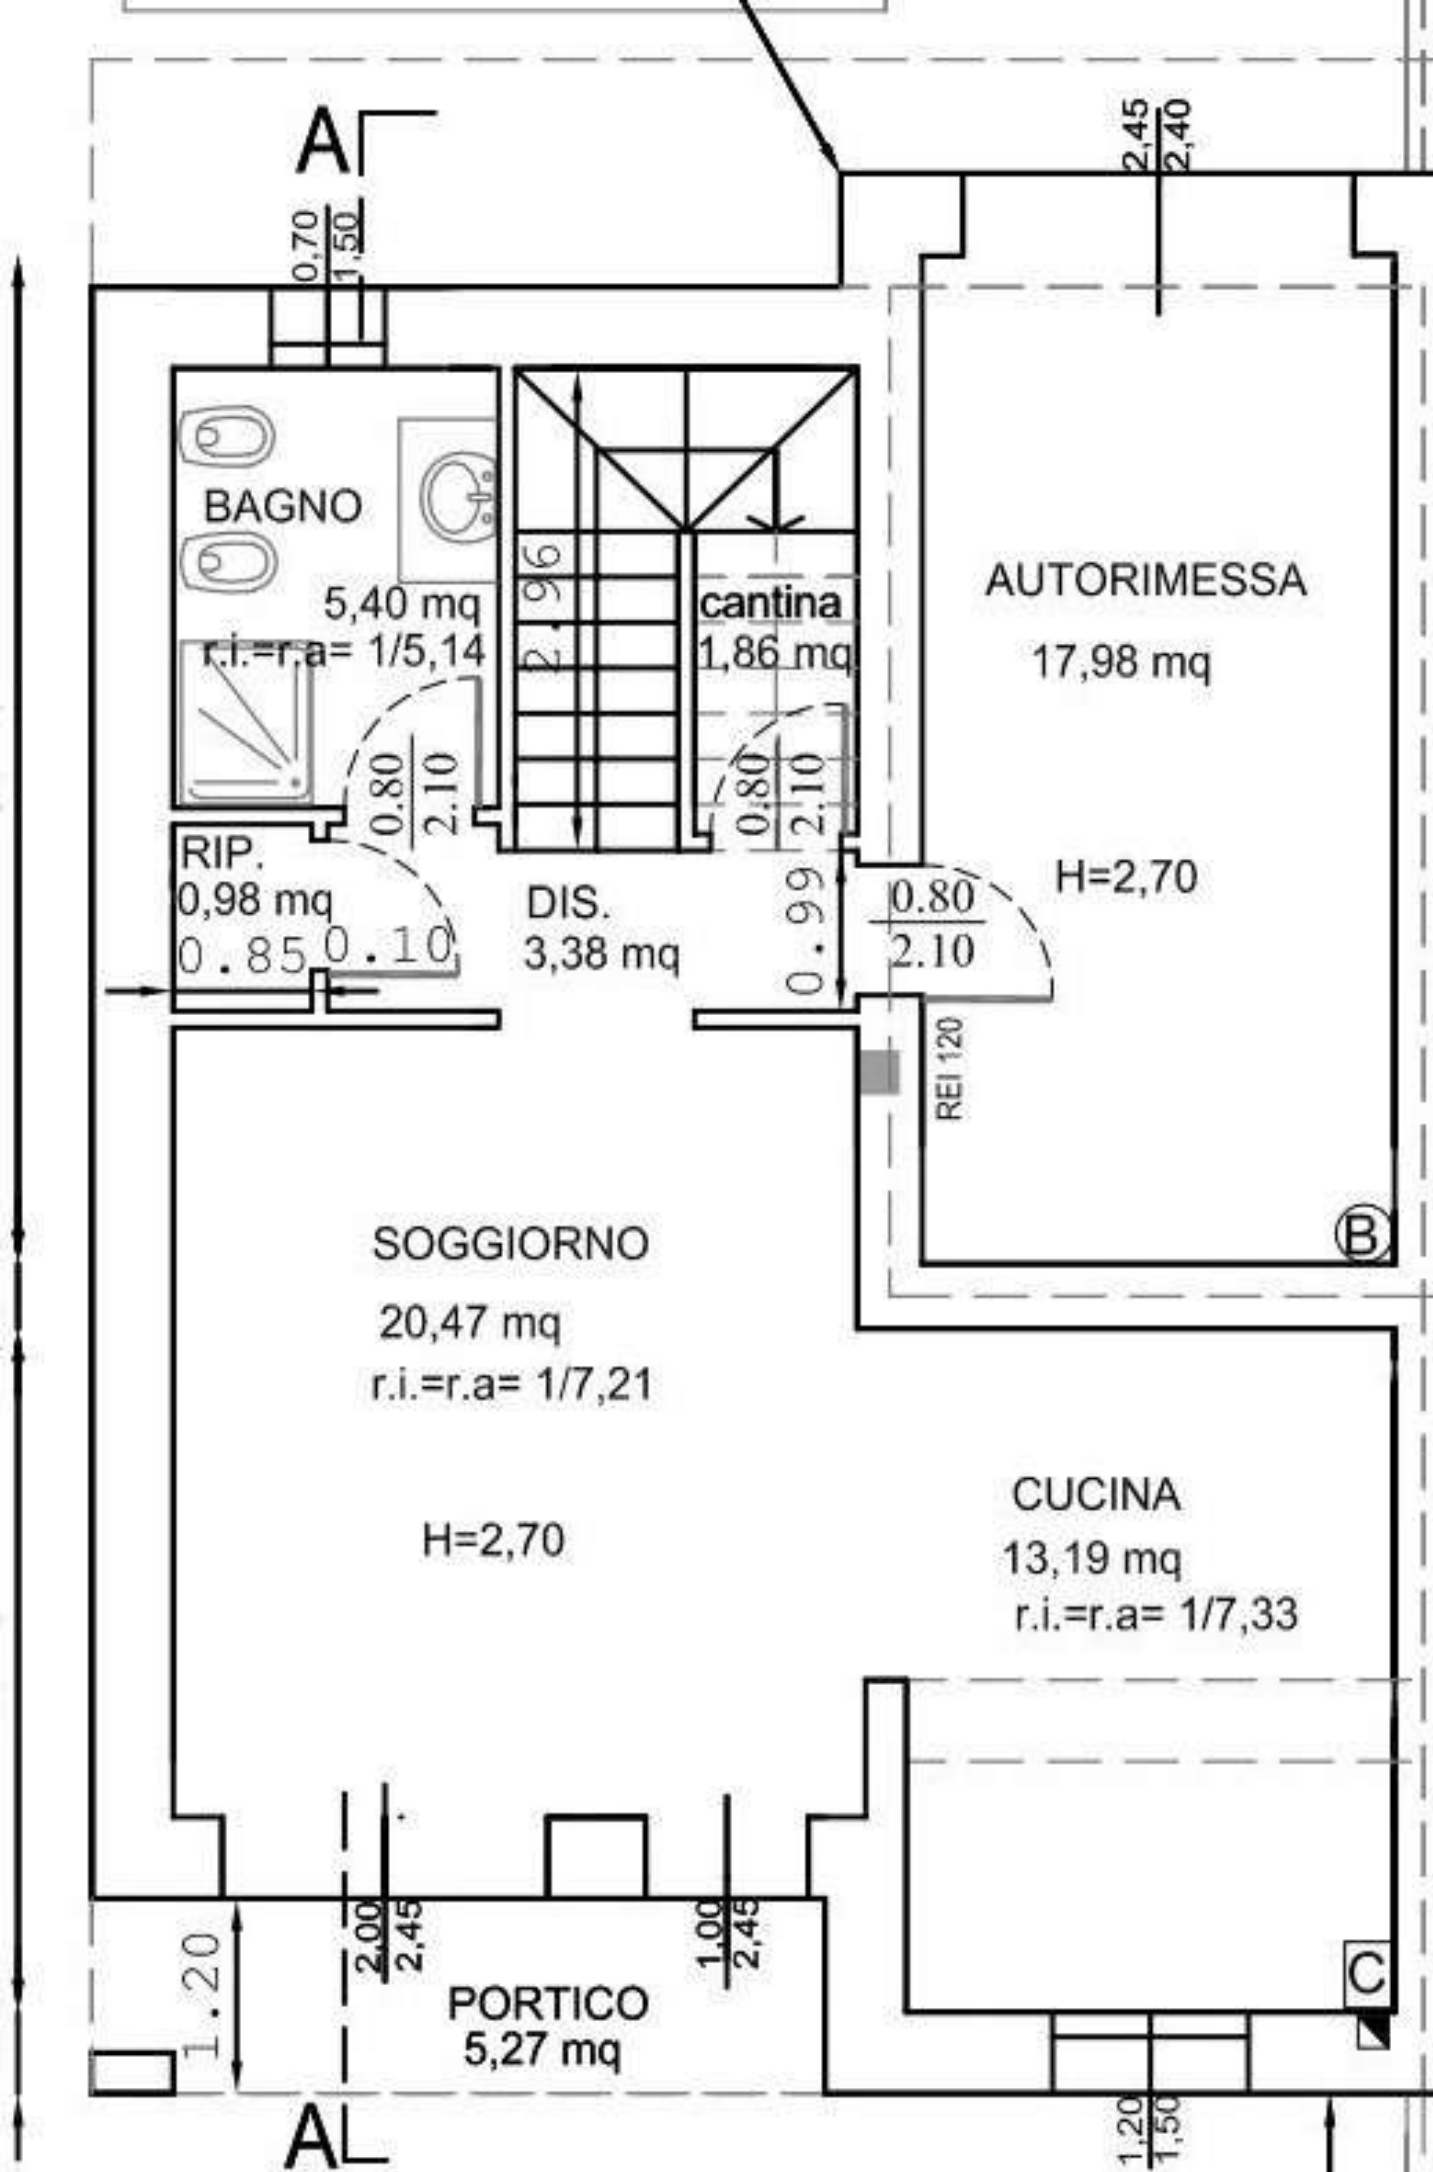 A
2,45
2,40
0,70
1,50
BAGNO
5,40 mq
r.i.=r.a= 1/5,14
2.96
cantina
1,86 mq
AUTORIMESSA
17,98 mq
H=2,70
0.80
2.10
0.80
2.10
RIP.
0,98 mq
0.85
0.10
DIS.
3,38 mq
0.99
0.80
2.10
REI 120
B
SOGGIORNO
20,47 mq
r.i.=r.a= 1/7,21
H=2,70
CUCINA
13,19 mq
r.i.=r.a= 1/7,33
2,00
2,45
1,00
2,45
1.20
PORTICO
5,27 mq
C
A
1,20
1,50